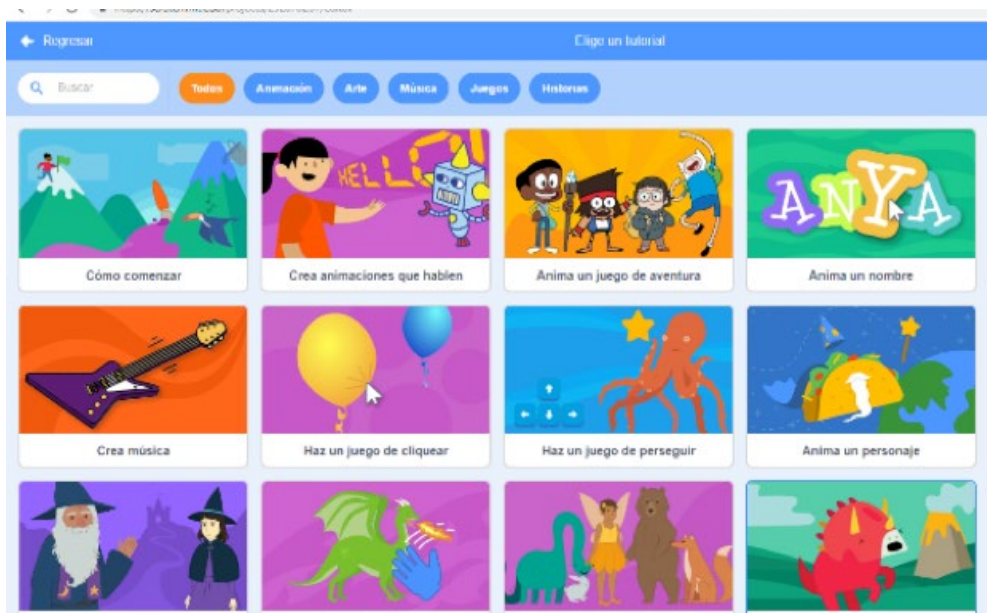 Regresar
Elige un tutorial
Buscar
Todos
Animación
Arte
Música
Juegos
Historias
HELLO!
ANYA
Cómo comenzar
Crea animaciones que hablen
Anima un juego de aventura
Anima un nombre
Crea música
Haz un juego de cliquear
Haz un juego de perseguir
Anima un personaje